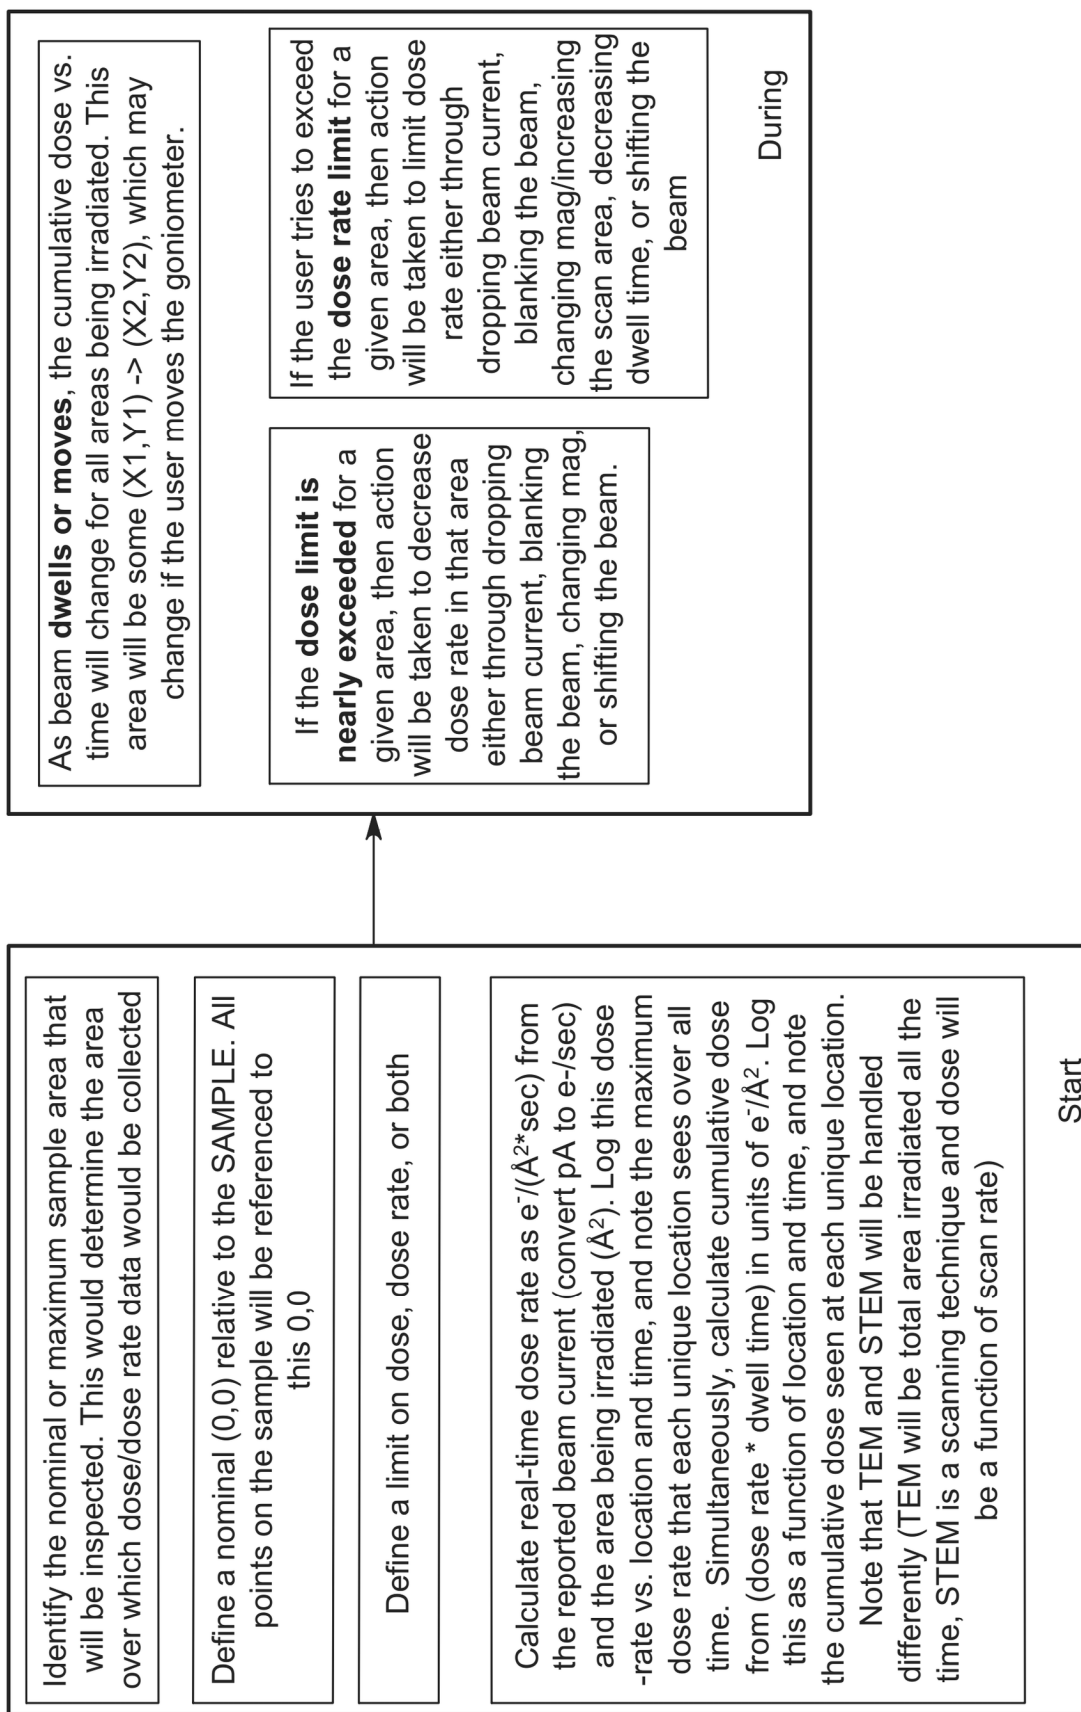 Identify the nominal or maximum sample area that
will be inspected. This would determine the area
over which dose/dose rate data would be collected
Define a nominal (0,0) relative to the SAMPLE. All
points on the sample will be referenced to
this 0,0
Define a limit on dose, dose rate, or both
Calculate real-time dose rate as e⁻/(Å²*sec) from
the reported beam current (convert pA to e-/sec)
and the area being irradiated (Å²). Log this dose
-rate vs. location and time, and note the maximum
dose rate that each unique location sees over all
time. Simultaneously, calculate cumulative dose
from (dose rate * dwell time) in units of e⁻/Å². Log
this as a function of location and time, and note
the cumulative dose seen at each unique location.
Note that TEM and STEM will be handled
differently (TEM will be total area irradiated all the
time, STEM is a scanning technique and dose will
be a function of scan rate)
Start
As beam dwells or moves, the cumulative dose vs.
time will change for all areas being irradiated. This
area will be some (X1,Y1) -> (X2,Y2), which may
change if the user moves the goniometer.
If the dose limit is
nearly exceeded for a
given area, then action
will be taken to decrease
dose rate in that area
either through dropping
beam current, blanking
the beam, changing mag,
or shifting the beam.
If the user tries to exceed
the dose rate limit for a
given area, then action
will be taken to limit dose
rate either through
dropping beam current,
blanking the beam,
changing mag/increasing
the scan area, decreasing
dwell time, or shifting the
beam
During